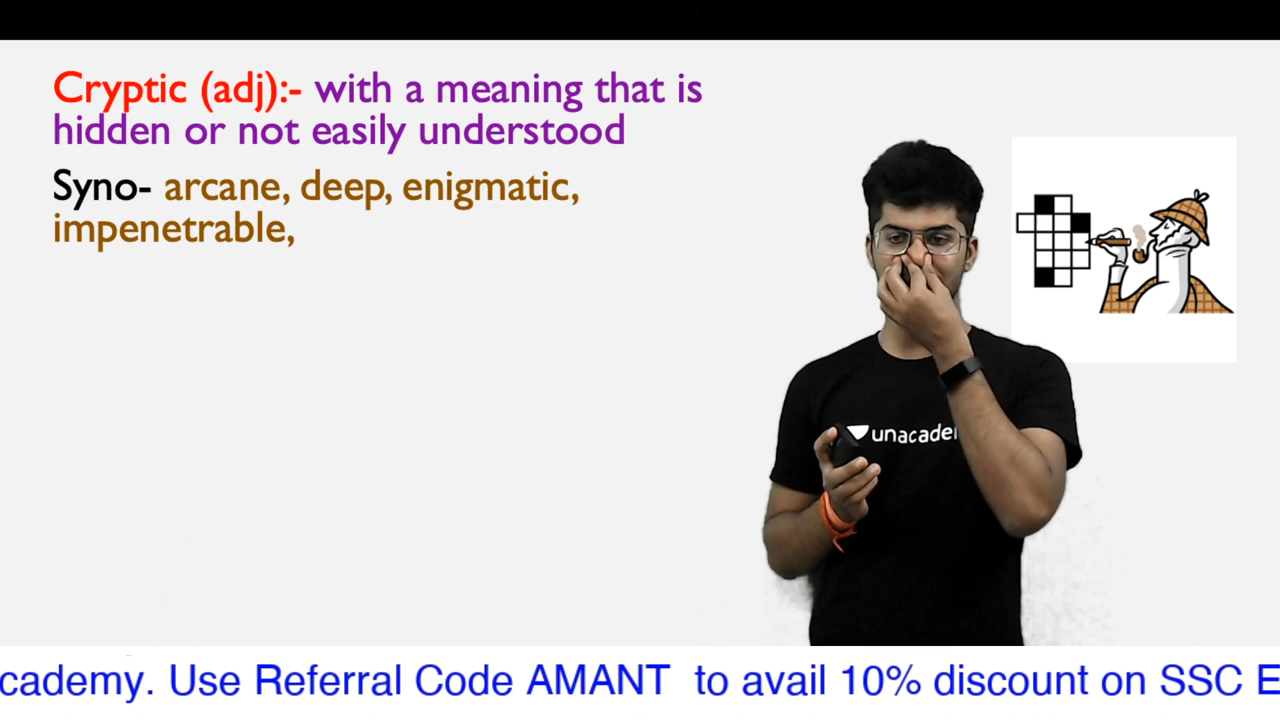 Cryptic (adj):- with a meaning that is
hidden or not easily understood
Syno- arcane, deep, enigmatic,
impenetrable,
unacade
cademy. Use Referral Code AMANT to avail 10% discount on SSC E